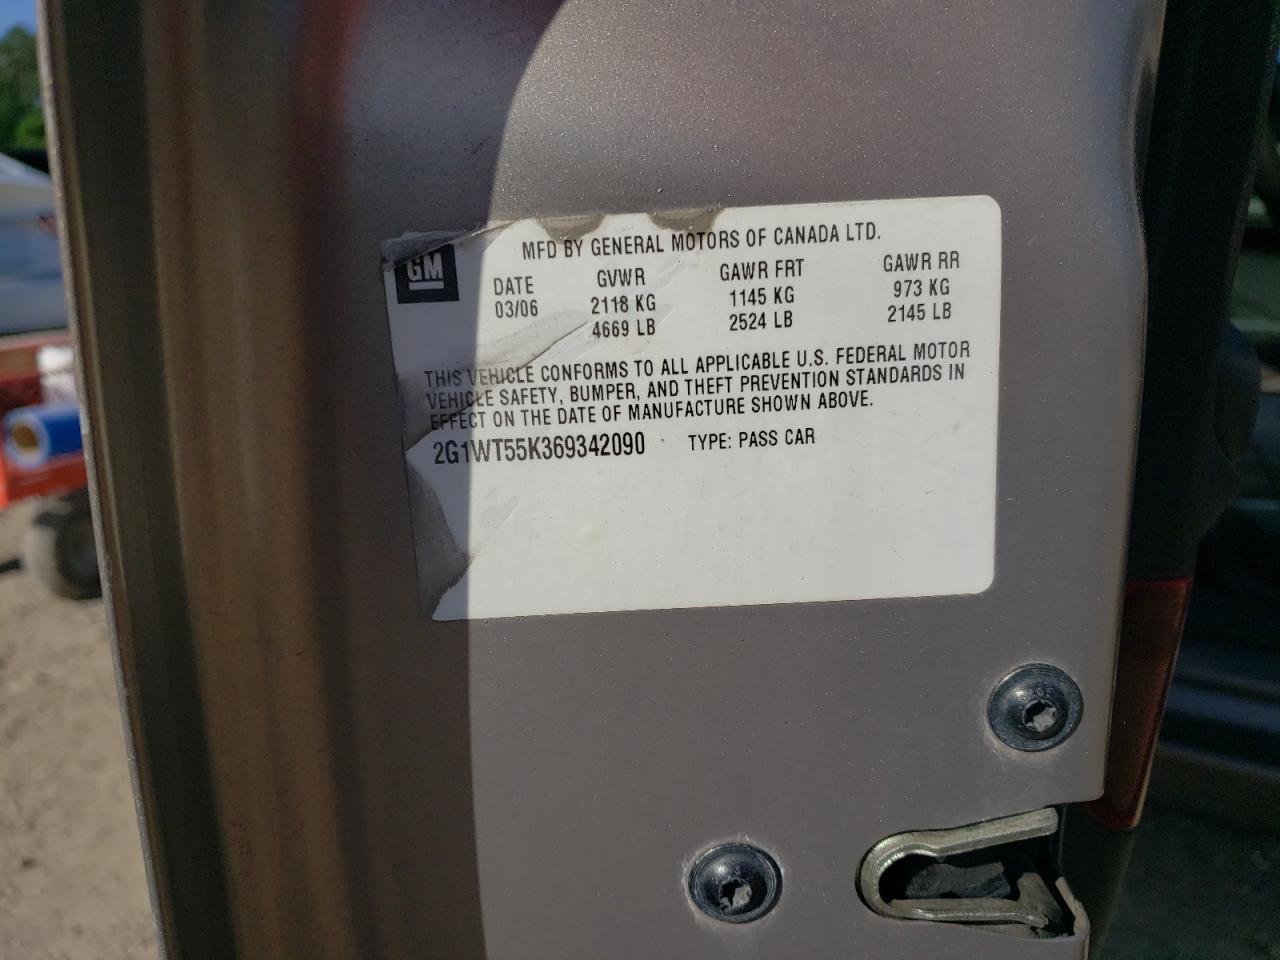 GM
MFD BY GENERAL MOTORS OF CANADA LTD.
DATE GVWR GAWR FRT GAWR RR
03/06 2118 KG 1145 KG 973 KG
4669 LB 2524 LB 2145 LB
THIS VEHICLE CONFORMS TO ALL APPLICABLE U.S. FEDERAL MOTOR
VEHICLE SAFETY, BUMPER, AND THEFT PREVENTION STANDARDS IN
EFFECT ON THE DATE OF MANUFACTURE SHOWN ABOVE.
2G1WT55K369342090 TYPE: PASS CAR